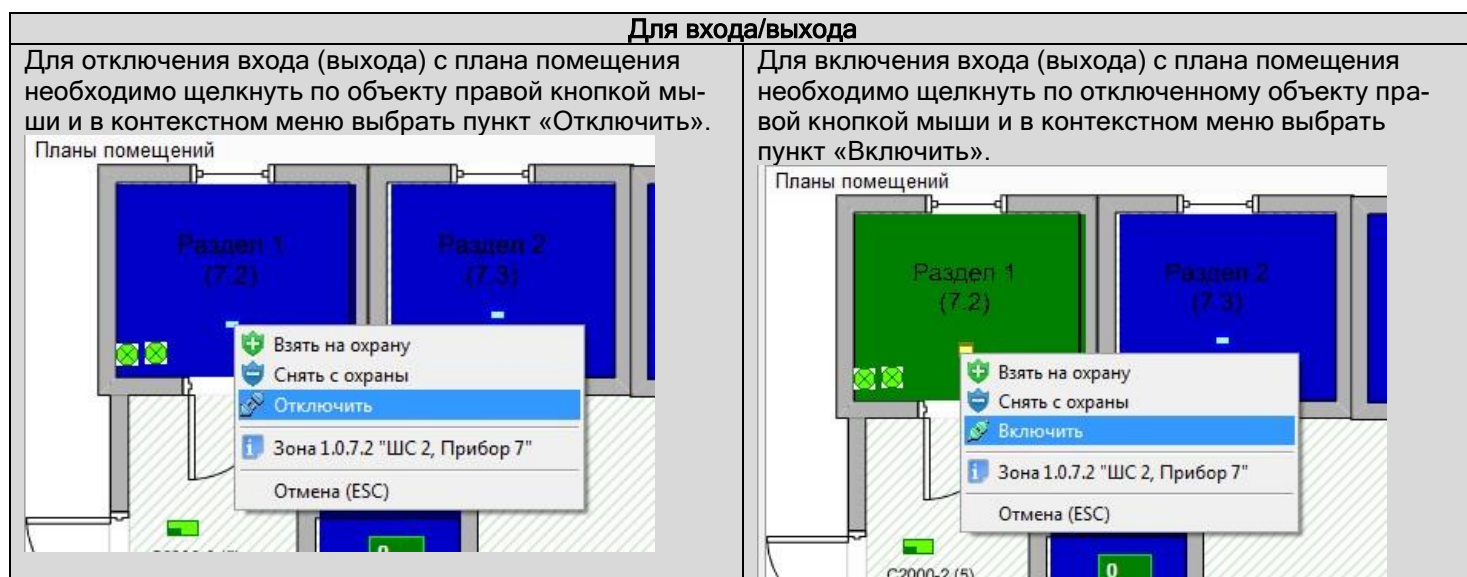 Для входа/выхода
Для отключения входа (выхода) с плана помещения
необходимо щелкнуть по объекту правой кнопкой мы-
ши и в контекстном меню выбрать пункт «Отключить».
Планы помещений
Раздел 1
(7.2)
Раздел 2
(7.3)
Взять на охрану
Снять с охраны
Отключить
Зона 1.0.7.2 "ШС 2, Прибор 7"
Отмена (ESC)
Для включения входа (выхода) с плана помещения
необходимо щелкнуть по отключенному объекту пра-
вой кнопкой мыши и в контекстном меню выбрать
пункт «Включить».
Планы помещений
Раздел 1
(7.2)
Раздел 2
(7.3)
Взять на охрану
Снять с охраны
Включить
Зона 1.0.7.2 "ШС 2, Прибор 7"
Отмена (ESC)
С2000-2 (5)
0